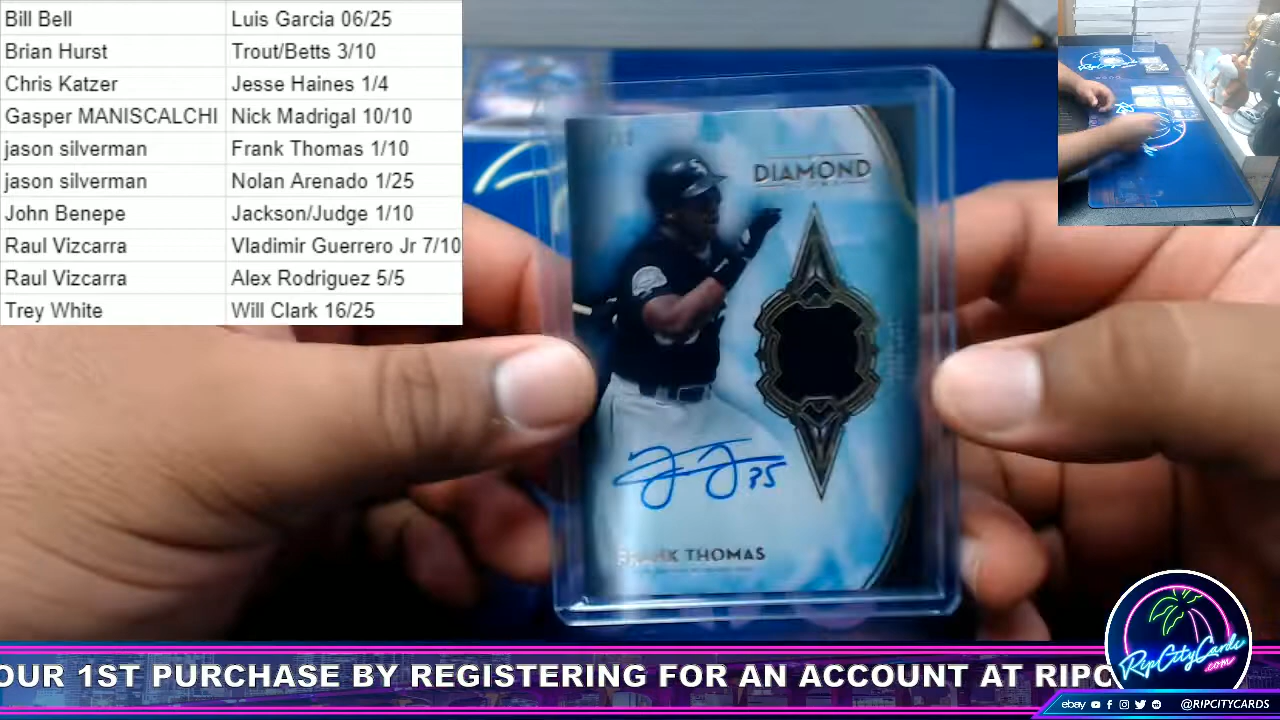 Bill Bell Luis Garcia 06/25
Brian Hurst Trout/Betts 3/10
Chris Katzer Jesse Haines 1/4
Gasper MANISCALCHI Nick Madrigal 10/10
jason silverman Frank Thomas 1/10
jason silverman Nolan Arenado 1/25
John Benepe Jackson/Judge 1/10
Raul Vizcarra Vladimir Guerrero Jr 7/10
Raul Vizcarra Alex Rodriguez 5/5
Trey White Will Clark 16/25
DIAMOND
35
FRANK THOMAS
OUR 1ST PURCHASE BY REGISTERING FOR AN ACCOUNT AT RIPC
RipCityCards
.com
ebay @RIPCITYCARDS